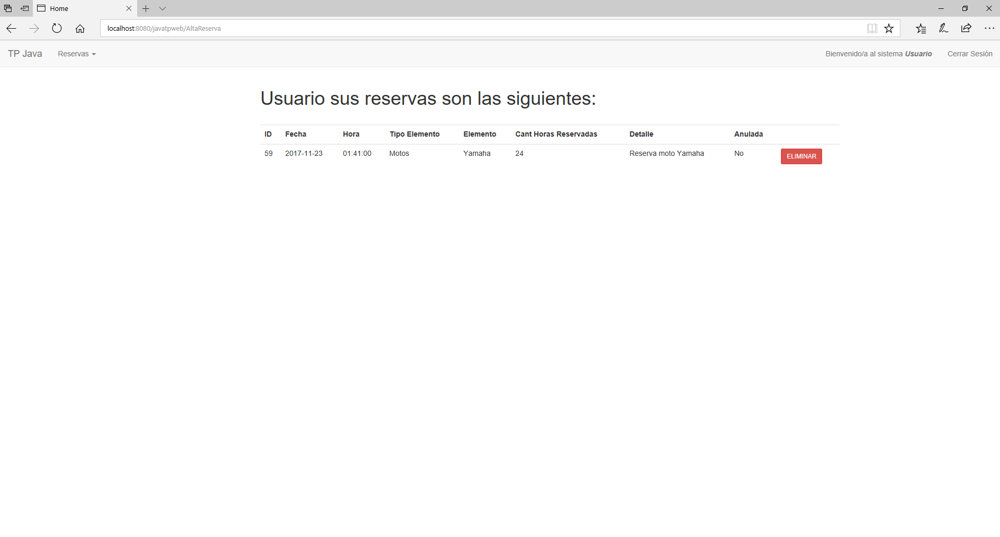 Home
localhost:8080/javatpweb/AltaReserva
TP Java Reservas Bienvenido/a al sistema Usuario Cerrar Sesión
Usuario sus reservas son las siguientes:
ID Fecha Hora Tipo Elemento Elemento Cant Horas Reservadas Detalle Anulada
59 2017-11-23 01:41:00 Motos Yamaha 24 Reserva moto Yamaha No ELIMINAR